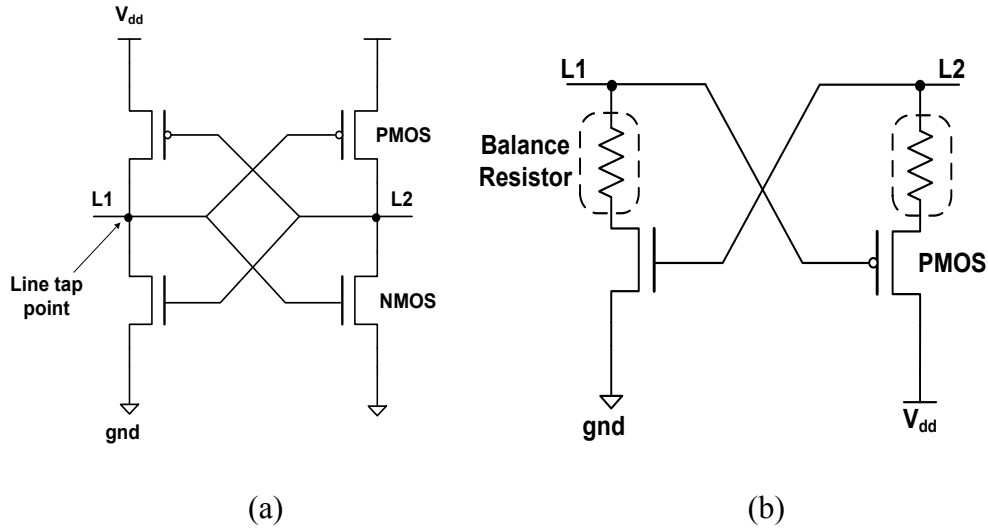 V_dd
PMOS
L1
L2
Line tap
point
NMOS
gnd
(a)
L1
L2
Balance
Resistor
PMOS
gnd
V_dd
(b)